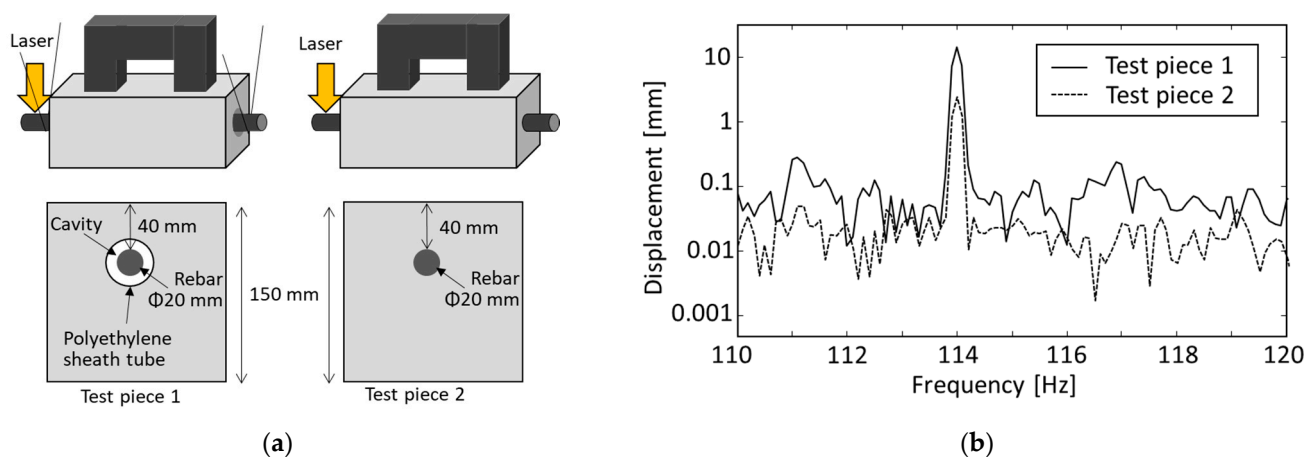 Laser
Laser
40 mm
Cavity
Rebar
Φ20 mm
Polyethylene
sheath tube
Test piece 1
150 mm
40 mm
Rebar
Φ20 mm
Test piece 2
(a)
Displacement [mm]
10
1
0.1
0.01
0.001
Test piece 1
Test piece 2
110
112
114
116
118
120
Frequency [Hz]
(b)